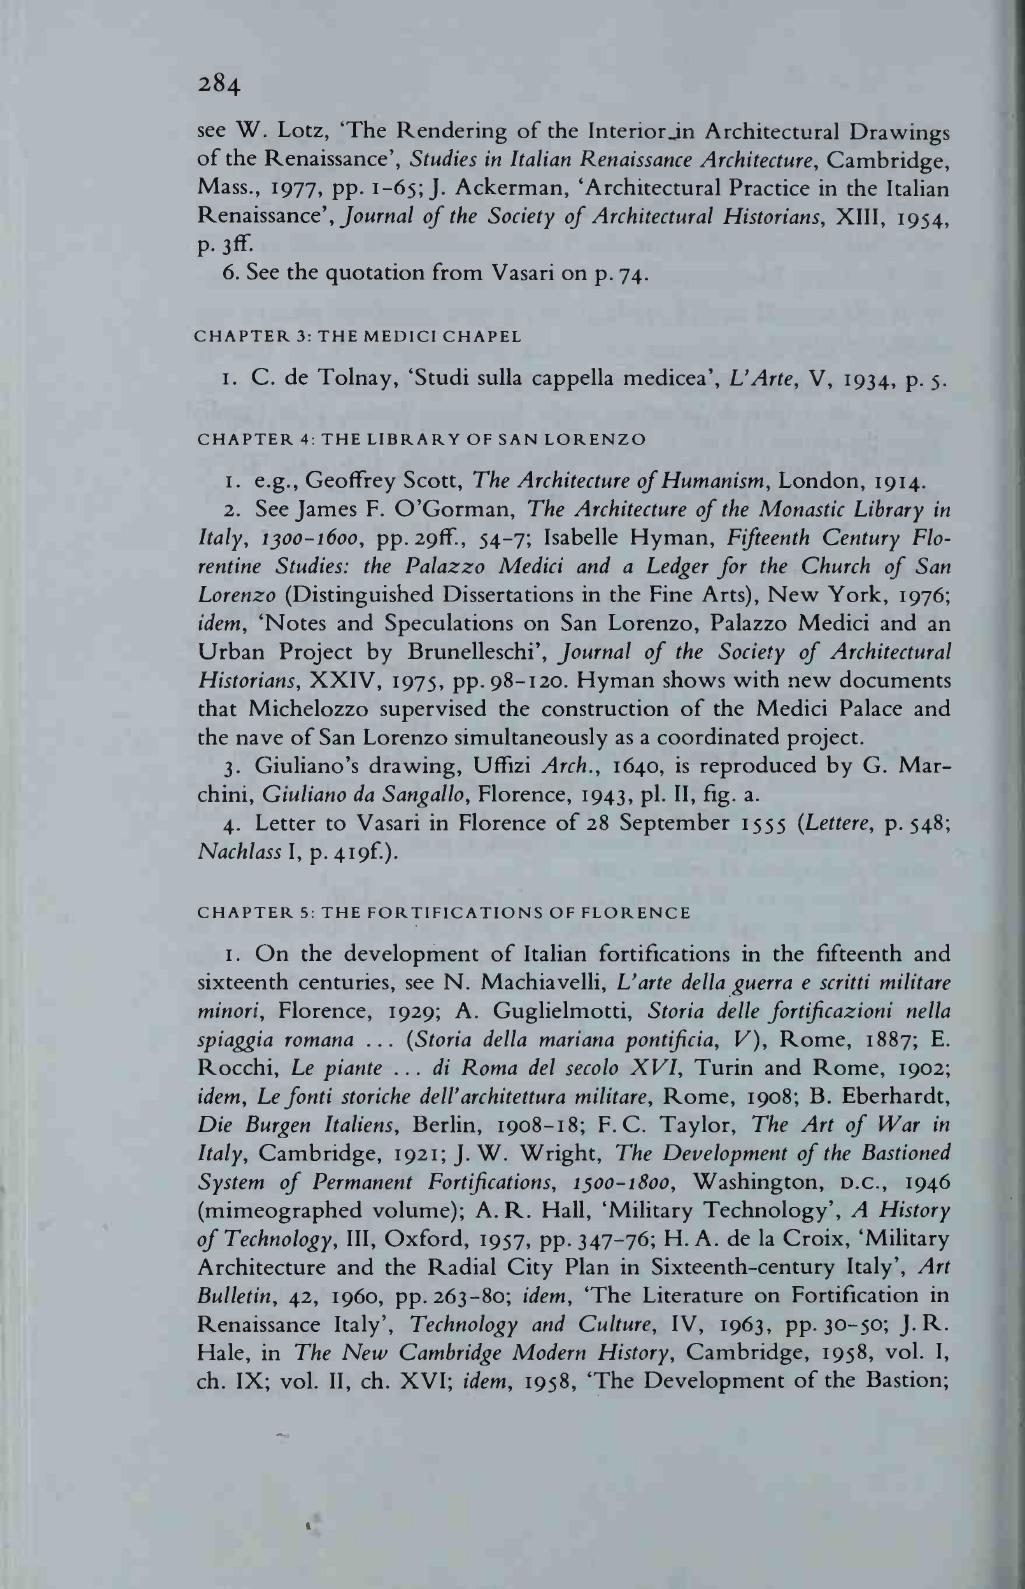 284
see W. Lotz, ‘The Rendering of the Interior in Architectural Drawings
of the Renaissance’, Studies in Italian Renaissance Architecture, Cambridge,
Mass., 1977, pp. 1–65; J. Ackerman, ‘Architectural Practice in the Italian
Renaissance’, Journal of the Society of Architectural Historians, XIII, 1954,
p. 3ff.
6. See the quotation from Vasari on p. 74.
CHAPTER 3: THE MEDICI CHAPEL
1. C. de Tolnay, ‘Studi sulla cappella medicea’, L’Arte, V, 1934, p. 5.
CHAPTER 4: THE LIBRARY OF SAN LORENZO
1. e.g., Geoffrey Scott, The Architecture of Humanism, London, 1914.
2. See James F. O’Gorman, The Architecture of the Monastic Library in
Italy, 1300–1600, pp. 29ff., 54–7; Isabelle Hyman, Fifteenth Century Flo-
rentine Studies: the Palazzo Medici and a Ledger for the Church of San
Lorenzo (Distinguished Dissertations in the Fine Arts), New York, 1976;
idem, ‘Notes and Speculations on San Lorenzo, Palazzo Medici and an
Urban Project by Brunelleschi’, Journal of the Society of Architectural
Historians, XXIV, 1975, pp. 98–120. Hyman shows with new documents
that Michelozzo supervised the construction of the Medici Palace and
the nave of San Lorenzo simultaneously as a coordinated project.
3. Giuliano’s drawing, Uffizi Arch., 1640, is reproduced by G. Mar-
chini, Giuliano da Sangallo, Florence, 1943, pl. II, fig. a.
4. Letter to Vasari in Florence of 28 September 1555 (Lettere, p. 548;
Nachlass I, p. 419f.).
CHAPTER 5: THE FORTIFICATIONS OF FLORENCE
1. On the development of Italian fortifications in the fifteenth and
sixteenth centuries, see N. Machiavelli, L’arte della guerra e scritti militare
minori, Florence, 1929; A. Guglielmotti, Storia delle fortificazioni nella
spiaggia romana ... (Storia della mariana pontificia, V), Rome, 1887; E.
Rocchi, Le piante ... di Roma del secolo XVI, Turin and Rome, 1902;
idem, Le fonti storiche dell’architettura militare, Rome, 1908; B. Eberhardt,
Die Burgen Italiens, Berlin, 1908–18; F. C. Taylor, The Art of War in
Italy, Cambridge, 1921; J. W. Wright, The Development of the Bastioned
System of Permanent Fortifications, 1500–1800, Washington, D.C., 1946
(mimeographed volume); A. R. Hall, ‘Military Technology’, A History
of Technology, III, Oxford, 1957, pp. 347–76; H. A. de la Croix, ‘Military
Architecture and the Radial City Plan in Sixteenth-century Italy’, Art
Bulletin, 42, 1960, pp. 263–80; idem, ‘The Literature on Fortification in
Renaissance Italy’, Technology and Culture, IV, 1963, pp. 30–50; J. R.
Hale, in The New Cambridge Modern History, Cambridge, 1958, vol. I,
ch. IX; vol. II, ch. XVI; idem, 1958, ‘The Development of the Bastion;